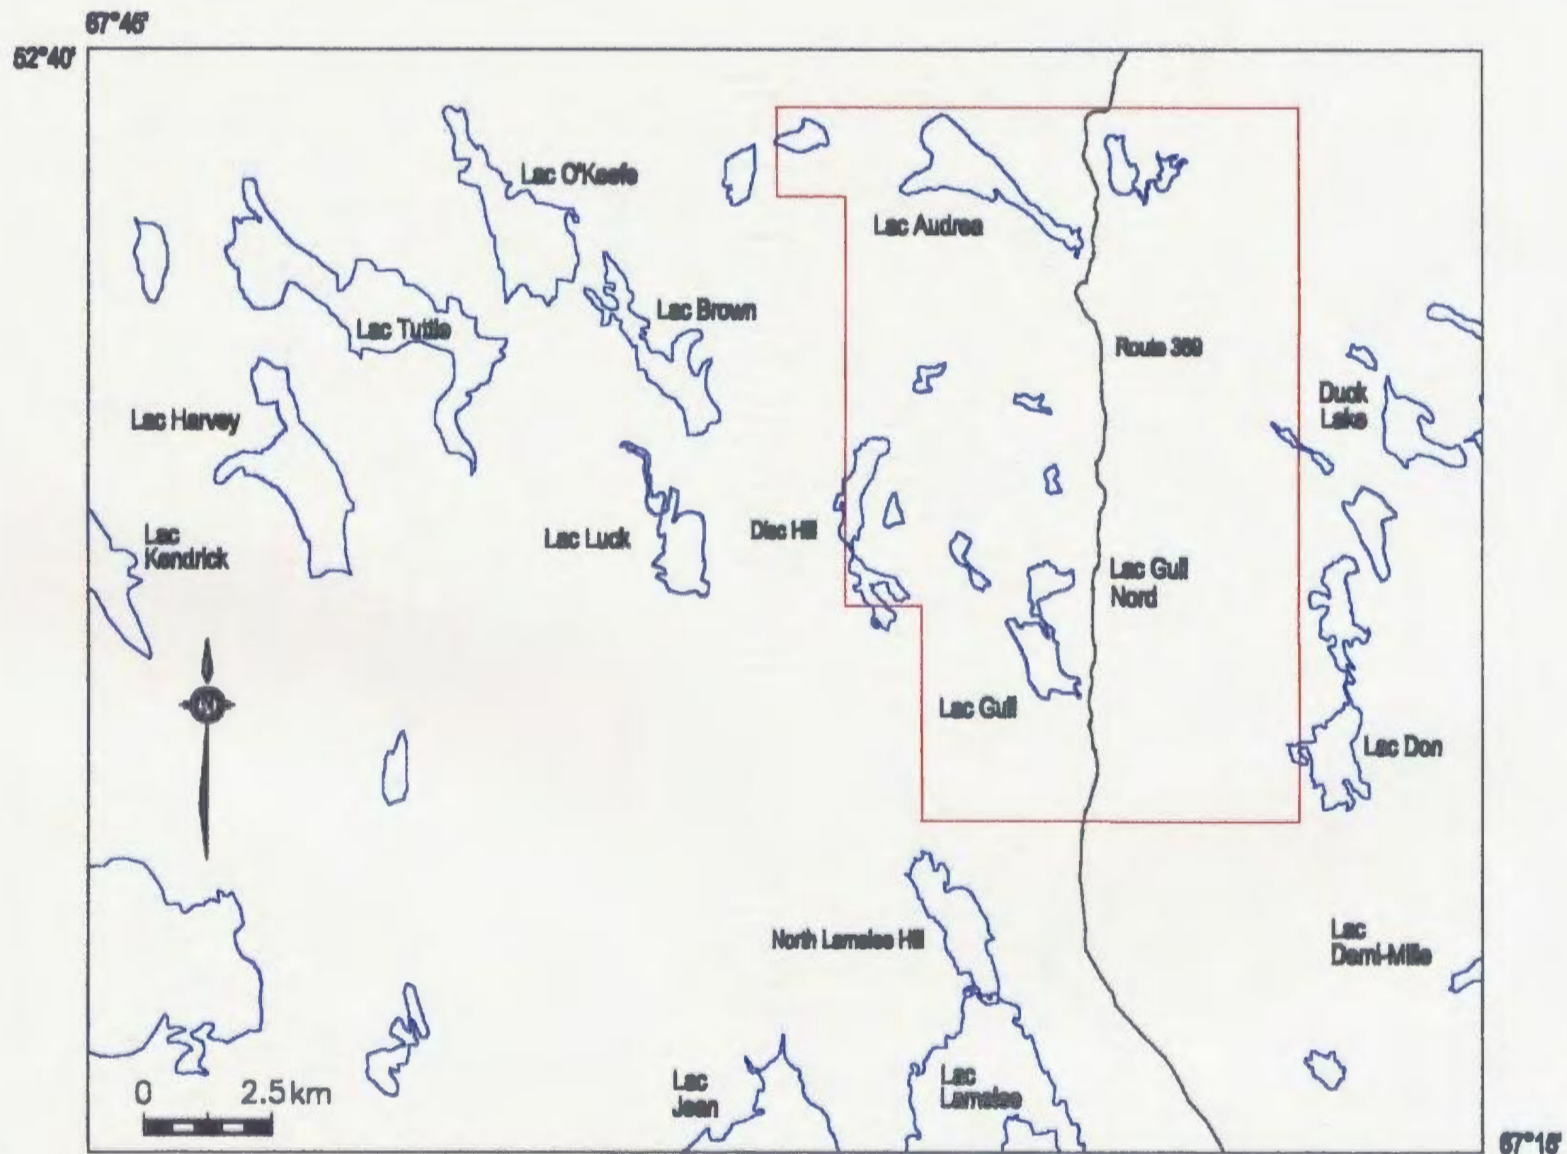 67°45'
52°40'
Lac O'Keefe
Lac Audrea
Lac Brown
Lac Tuttle
Route 389
Duck
Lake
Lac Harvey
Lac
Kendrick
Lac Luck
Disc Hill
Lac Gull
Nord
Lac Gull
Lac Don
North Lamelee Hill
Lac
Demi-Mille
0 2.5 km
Lac
Jean
Lac
Lamelee
67°15'
N